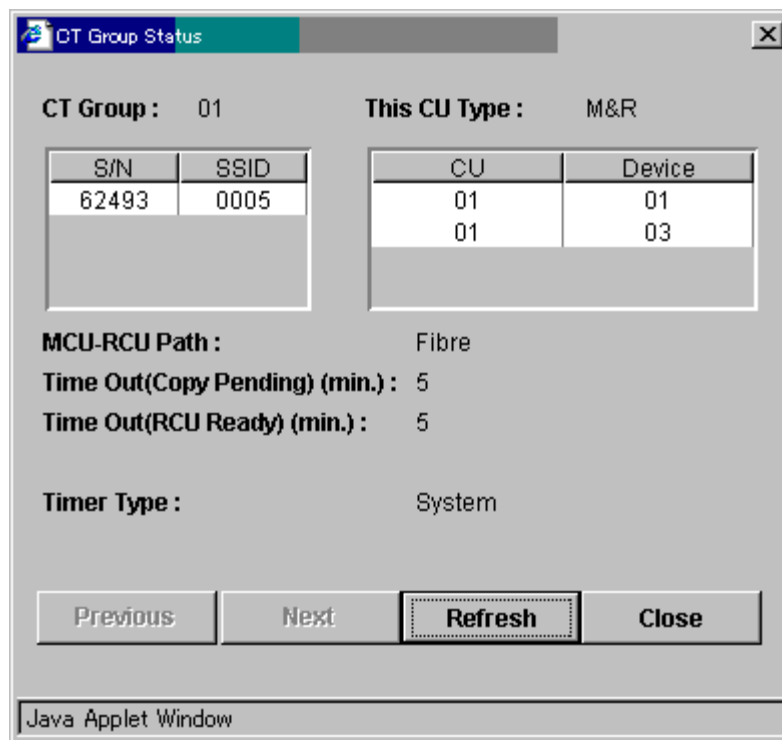 CT Group Status
CT Group : 01 This CU Type : M&R
S/N SSID CU Device
62493 0005 01 01
01 03
MCU-RCU Path : Fibre
Time Out(Copy Pending) (min.) : 5
Time Out(RCU Ready) (min.) : 5
Timer Type : System
Previous Next Refresh Close
Java Applet Window